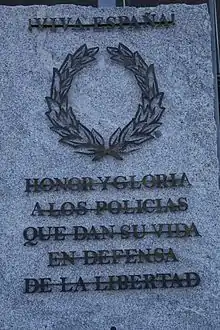 ¡VIVA ESPAÑA!
HONOR Y GLORIA
A LOS POLICIAS
QUE DAN SU VIDA
EN DEFENSA
DE LA LIBERTAD